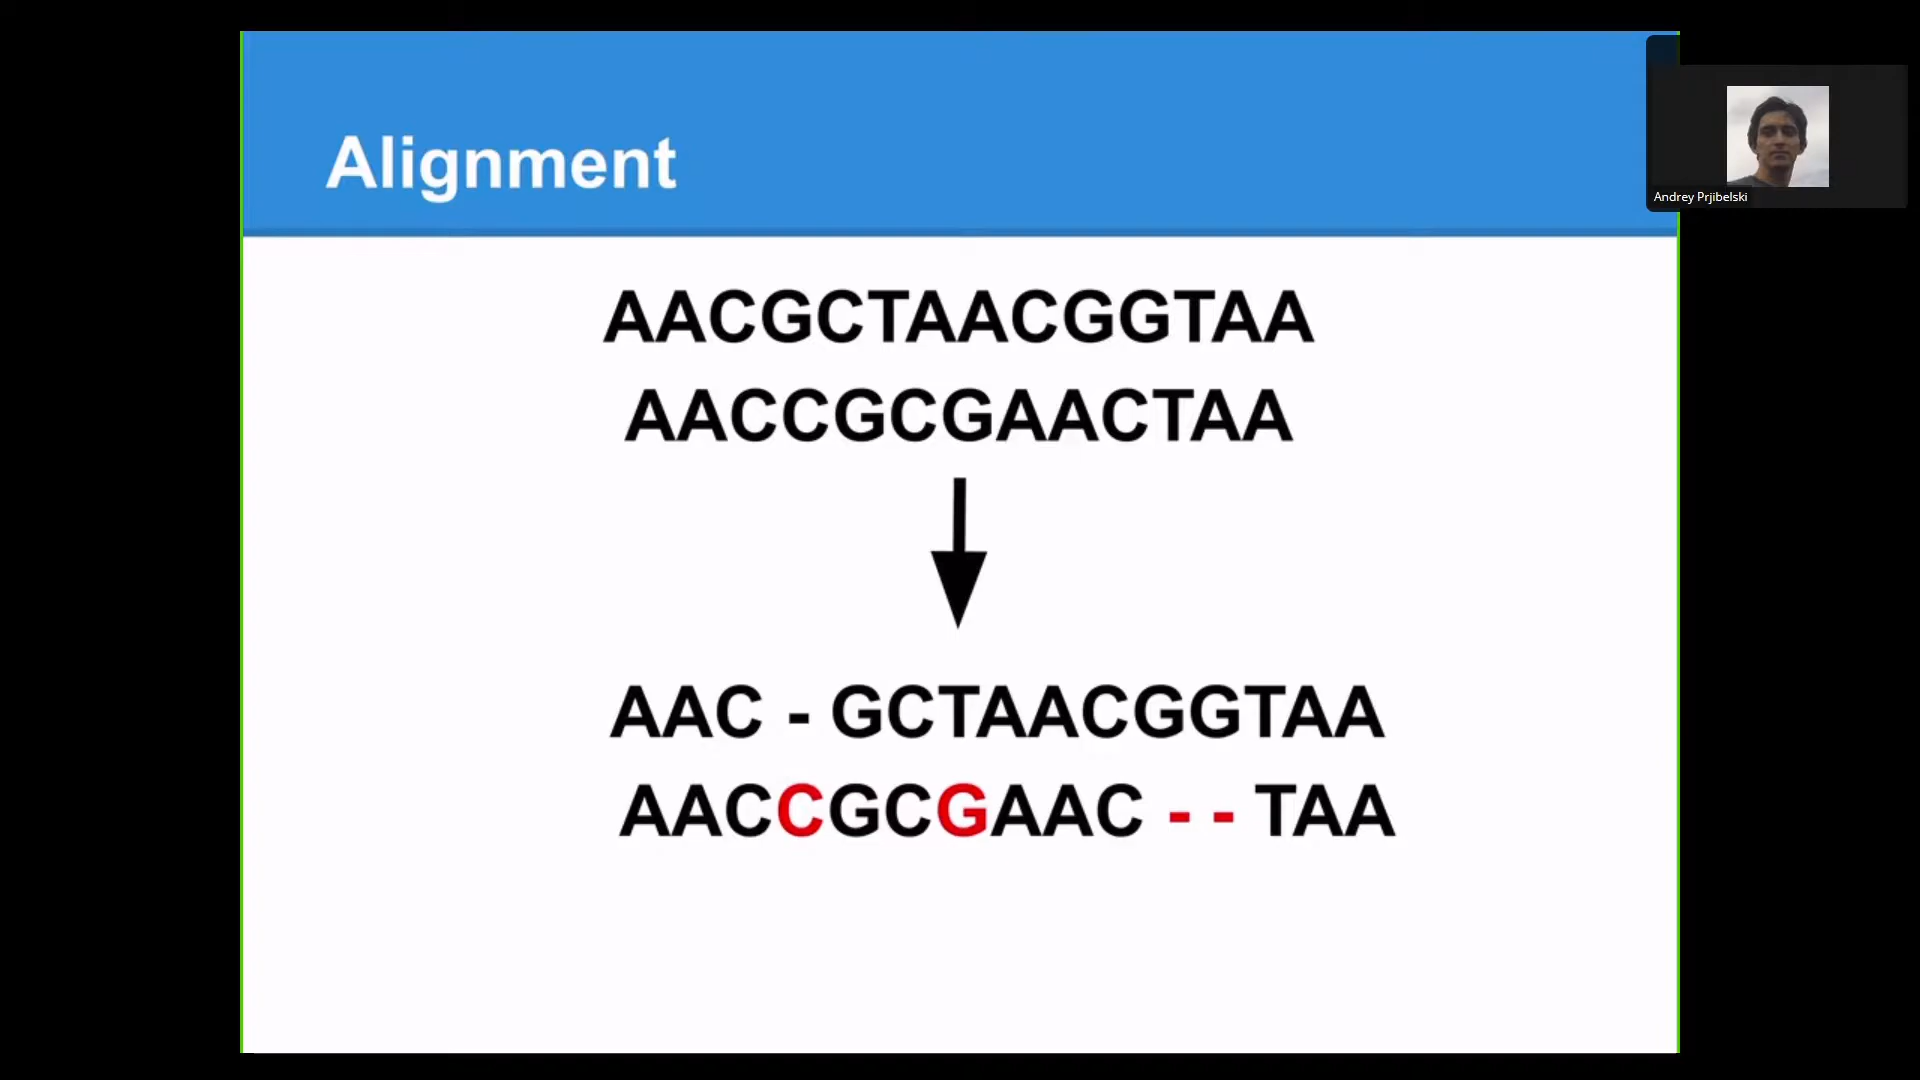 Alignment
Andrey Prjibelski
AACGCTAACGGTAA
AACCGCGAACTAA
AAC - GCTAACGGTAA
AACCGCGAAC - - TAA